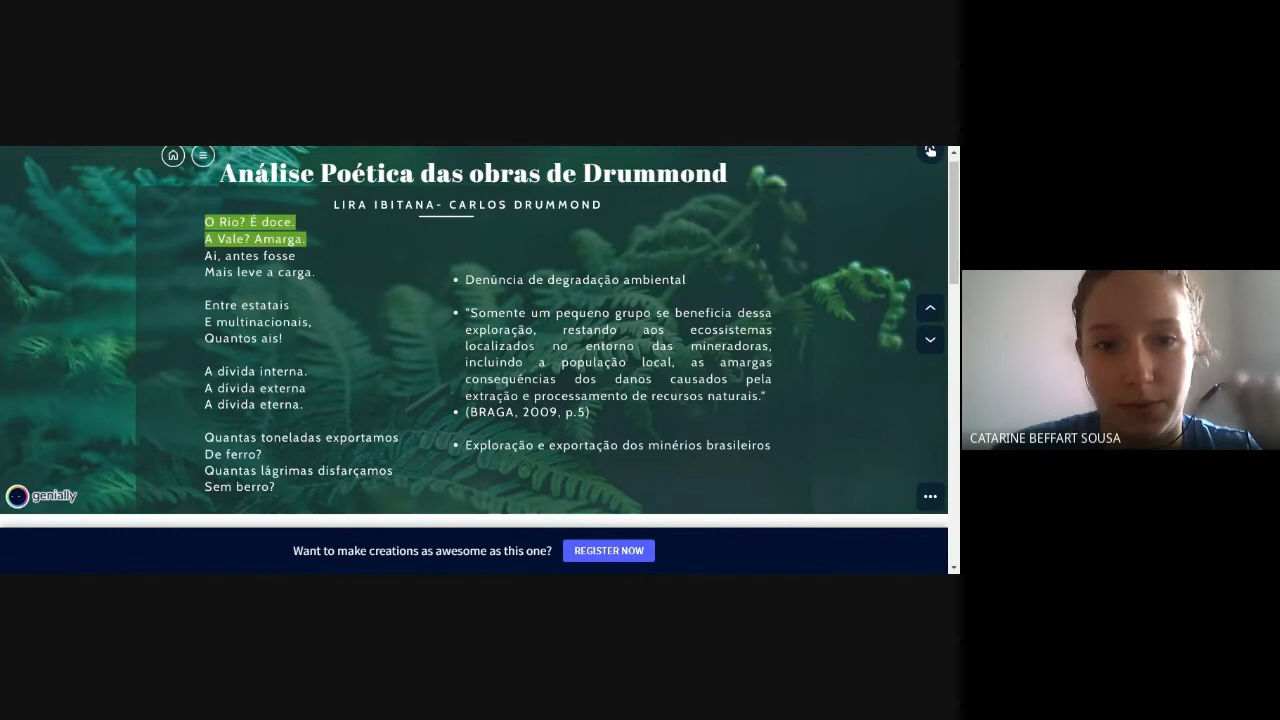 Análise Poética das obras de Drummond
LIRA IBITANA- CARLOS DRUMMOND
O Rio? É doce.
A Vale? Amarga.
Ai, antes fosse
Mais leve a carga.
Entre estatais
E multinacionais,
Quantos ais!
A dívida interna.
A dívida externa
A dívida eterna.
Quantas toneladas exportamos
De ferro?
Quantas lágrimas disfarçamos
Sem berro?
• Denúncia de degradação ambiental
• "Somente um pequeno grupo se beneficia dessa
exploração, restando aos ecossistemas
localizados no entorno das mineradoras,
incluindo a população local, as amargas
consequências dos danos causados pela
extração e processamento de recursos naturais."
• (BRAGA, 2009, p.5)
• Exploração e exportação dos minérios brasileiros
genially
Want to make creations as awesome as this one?
REGISTER NOW
CATARINE BEFFART SOUSA